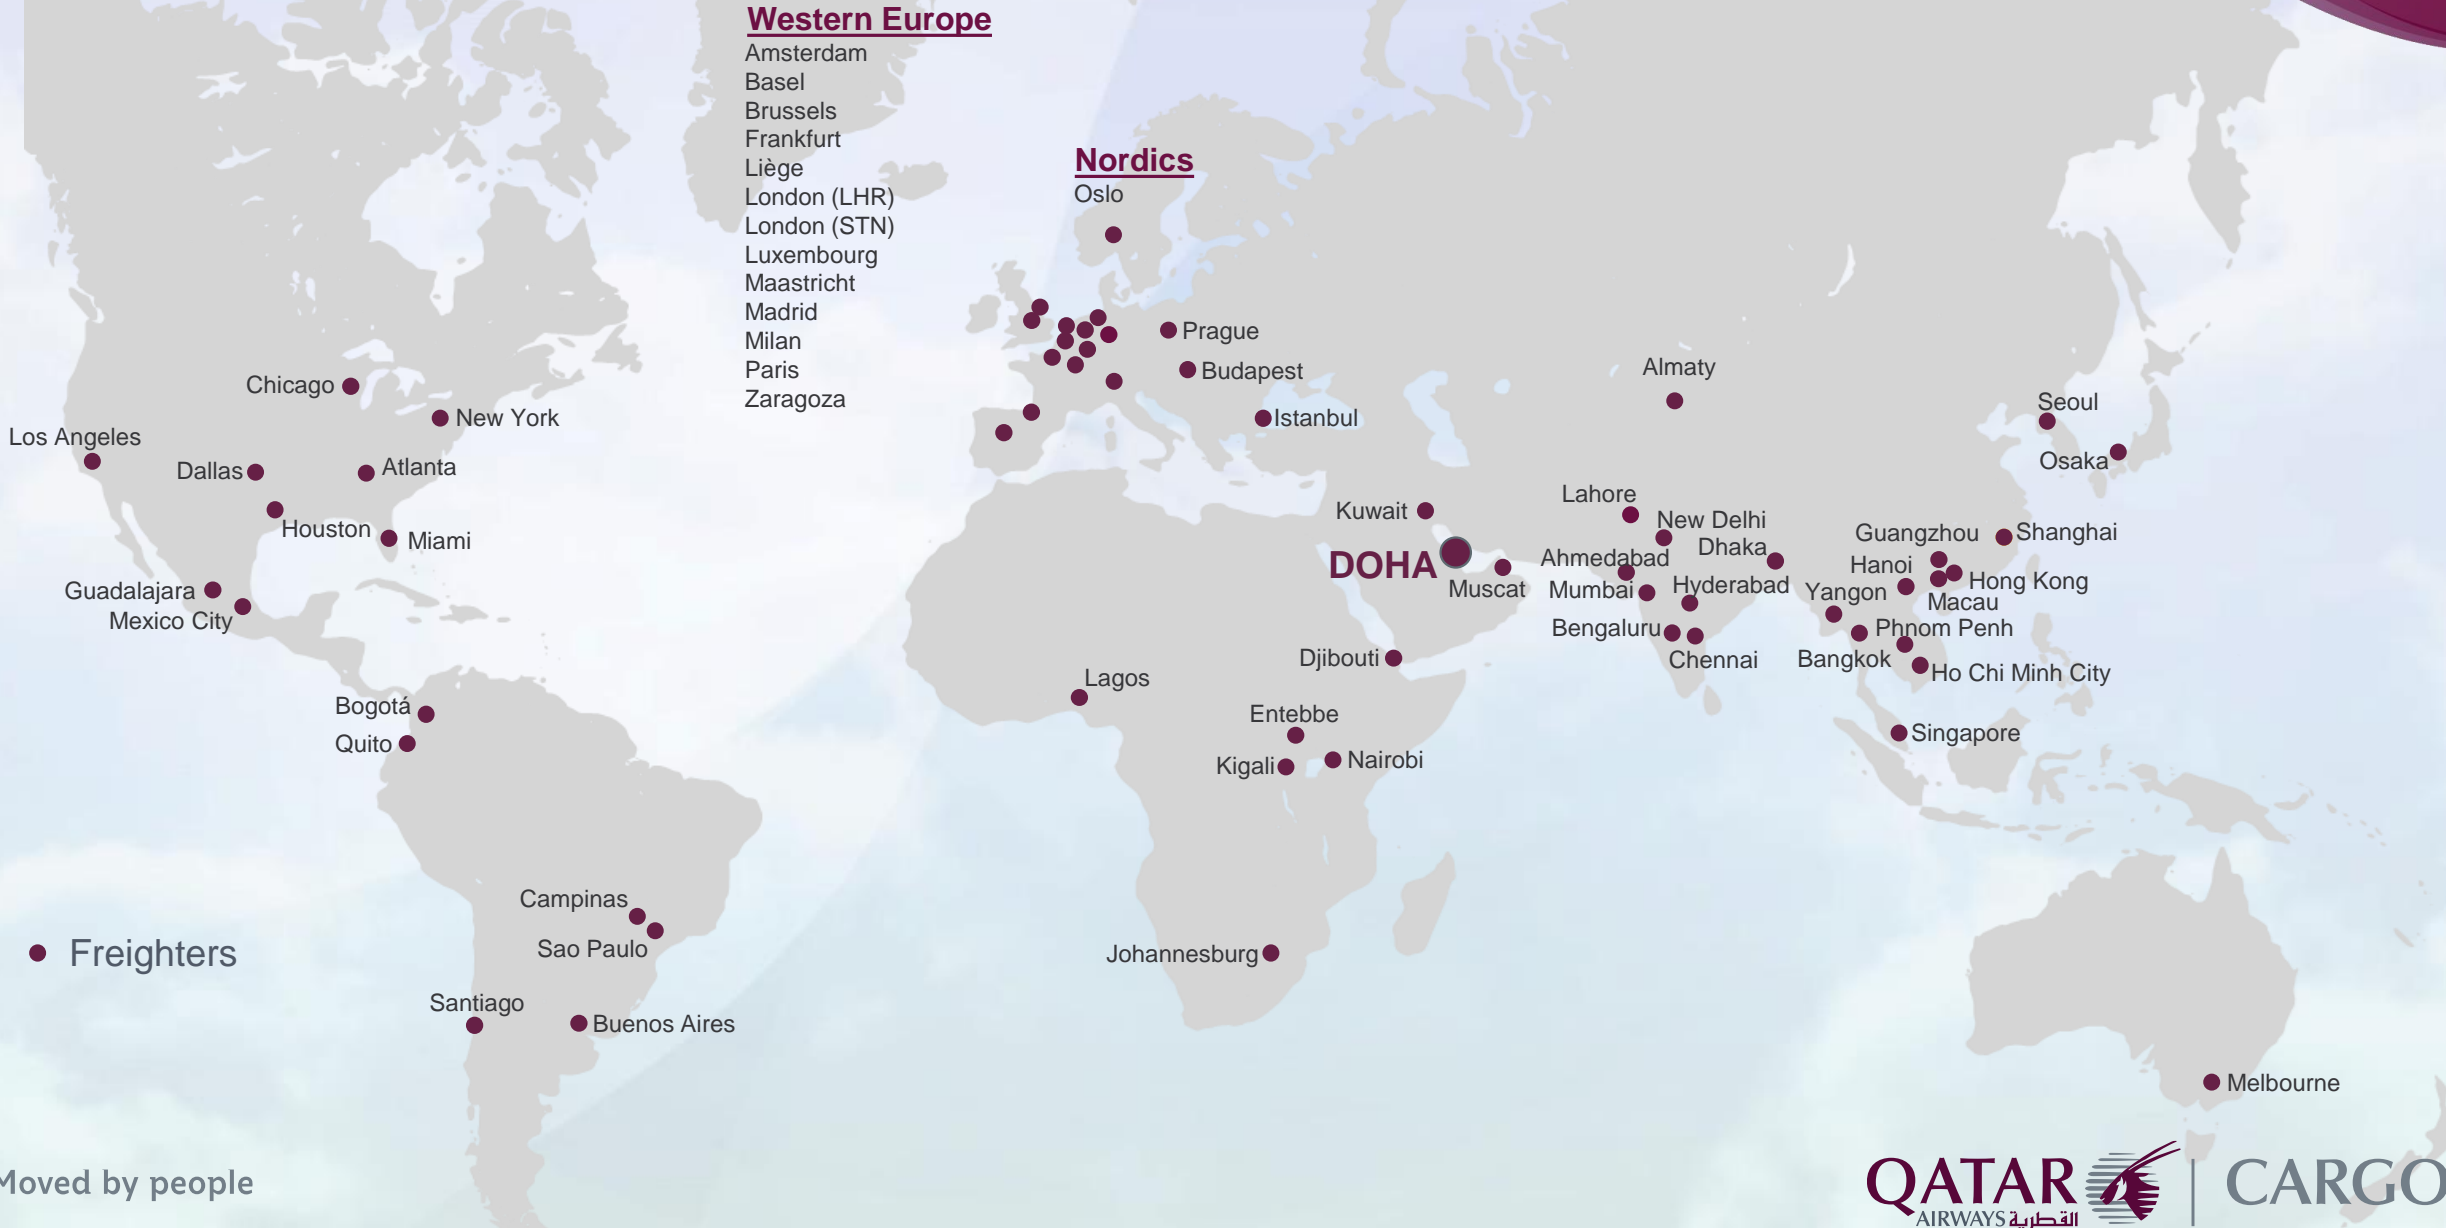 Western Europe
Amsterdam
Basel
Brussels
Frankfurt
Liège
London (LHR)
London (STN)
Luxembourg
Maastricht
Madrid
Milan
Paris
Zaragoza
Nordics
Oslo
Prague
Budapest
Istanbul
Almaty
Seoul
Osaka
Chicago
New York
Los Angeles
Dallas
Atlanta
Houston
Miami
Guadalajara
Mexico City
Kuwait
DOHA
Muscat
Lahore
New Delhi
Dhaka
Ahmedabad
Mumbai
Hyderabad
Bengaluru
Chennai
Guangzhou
Shanghai
Hanoi
Hong Kong
Yangon
Macau
Phnom Penh
Bangkok
Ho Chi Minh City
Singapore
Djibouti
Lagos
Entebbe
Kigali
Nairobi
Johannesburg
Bogotá
Quito
Campinas
Sao Paulo
Santiago
Buenos Aires
Melbourne
Freighters
Moved by people
QATAR
AIRWAYS القطرية
CARGO